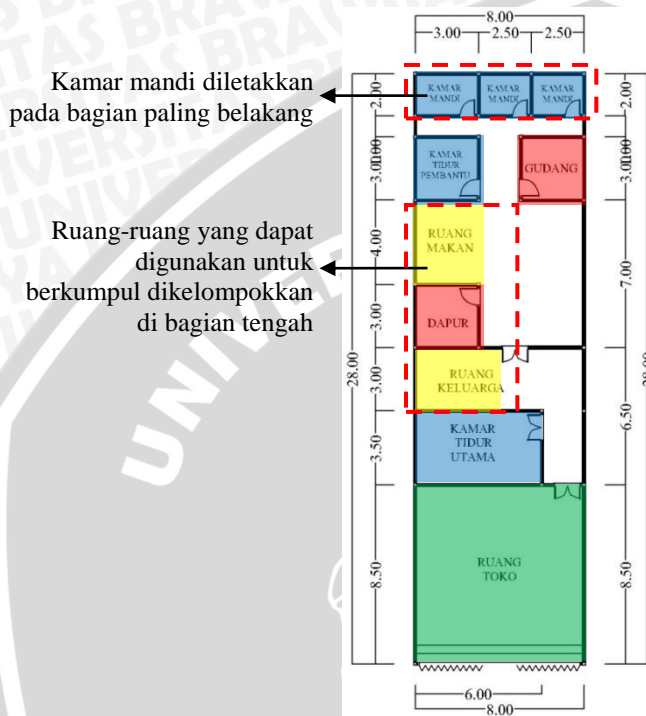 8.00
3.00 2.50 2.50
Kamar mandi diletakkan
pada bagian paling belakang
2.00
KAMAR
MANDI
KAMAR
MANDI
KAMAR
MANDI
2.00
KAMAR
TIDUR
PEMBANTU
GUDANG
Ruang-ruang yang dapat
digunakan untuk
berkumpul dikelompokkan
di bagian tengah
4.00
RUANG
MAKAN
7.00
3.00
DAPUR
28.00
3.00
RUANG
KELUARGA
28.00
6.50
3.50
KAMAR
TIDUR
UTAMA
8.50
RUANG
TOKO
8.50
6.00
8.00